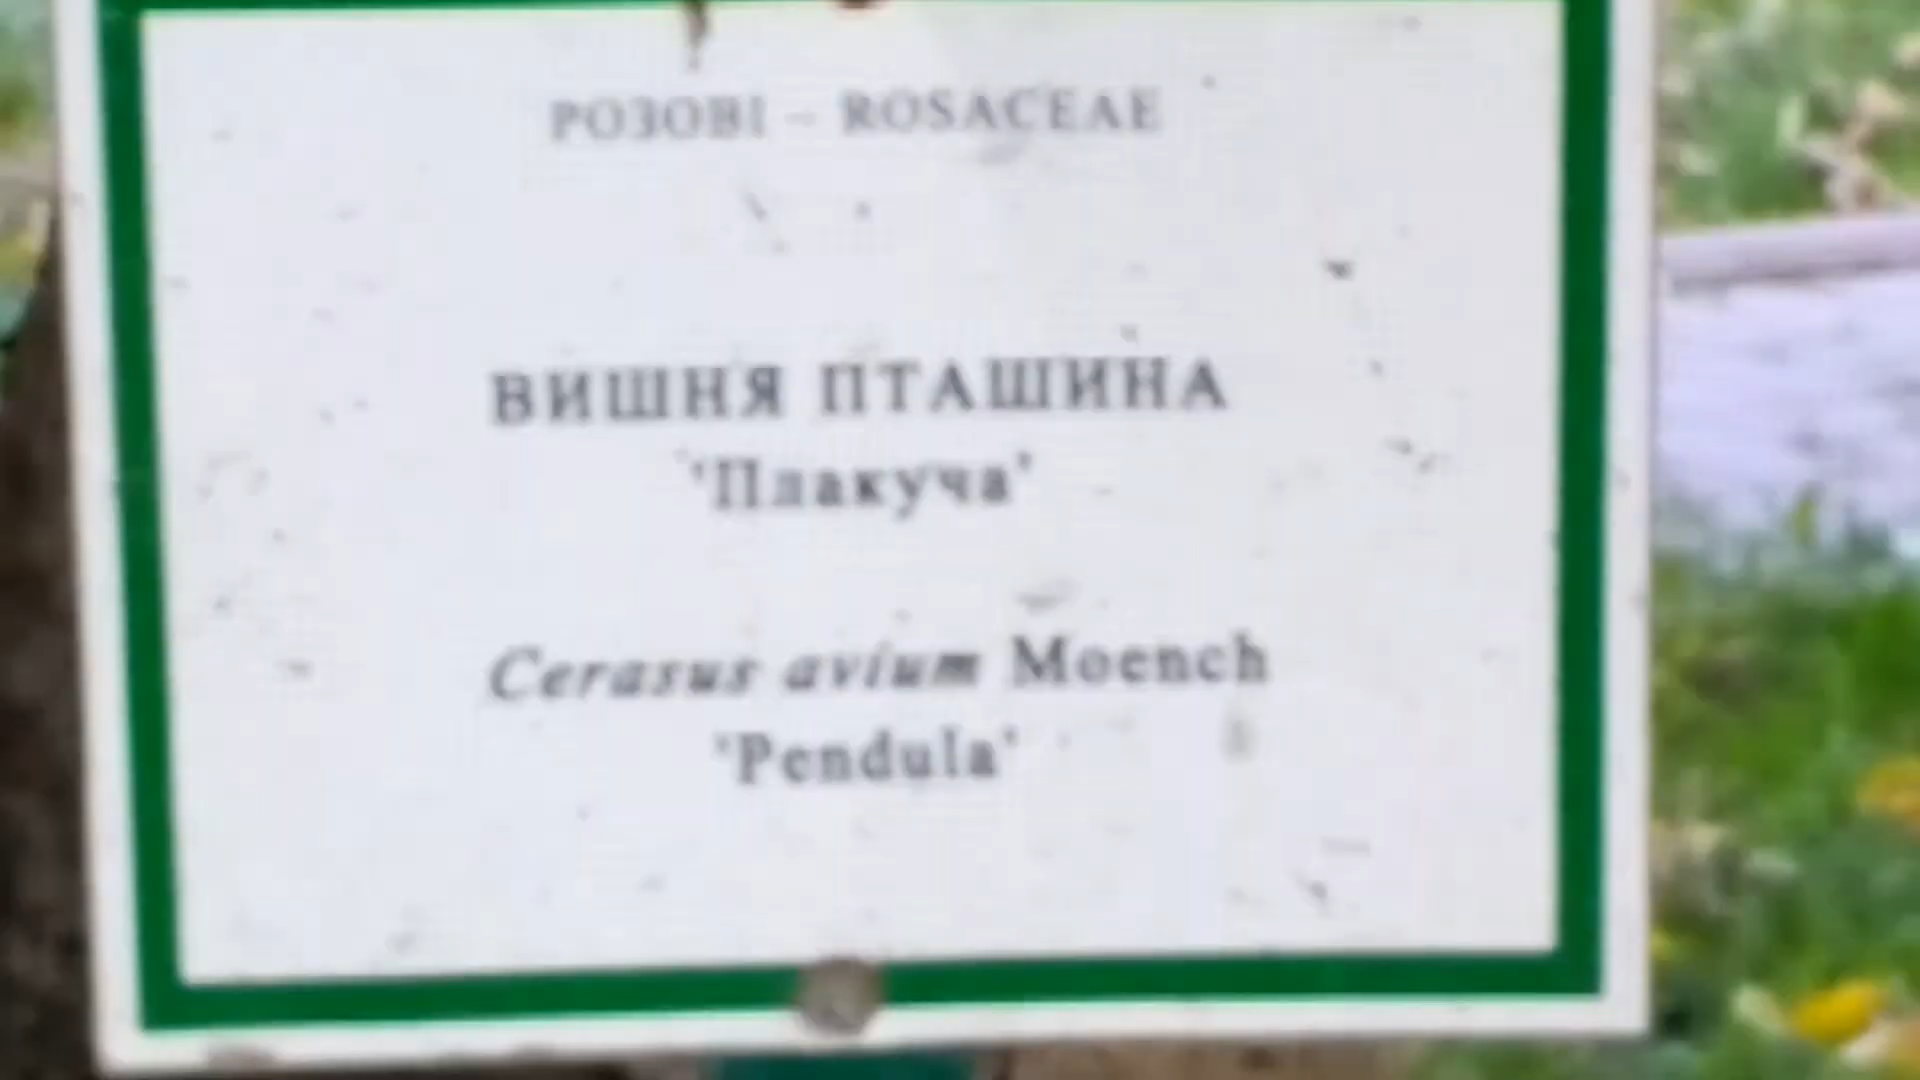 РОЗОВІ – ROSACEAE
ВИШНЯ ПТАШИНА
'Плакуча'
Cerasus avium Moench
'Pendula'